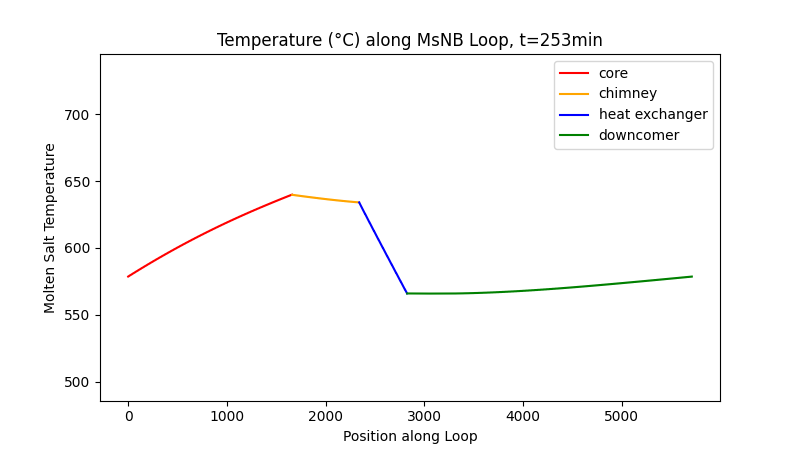 Temperature (°C) along MsNB Loop, t=253min
core
chimney
heat exchanger
downcomer
Molten Salt Temperature
700
650
600
550
500
0 1000 2000 3000 4000 5000
Position along Loop